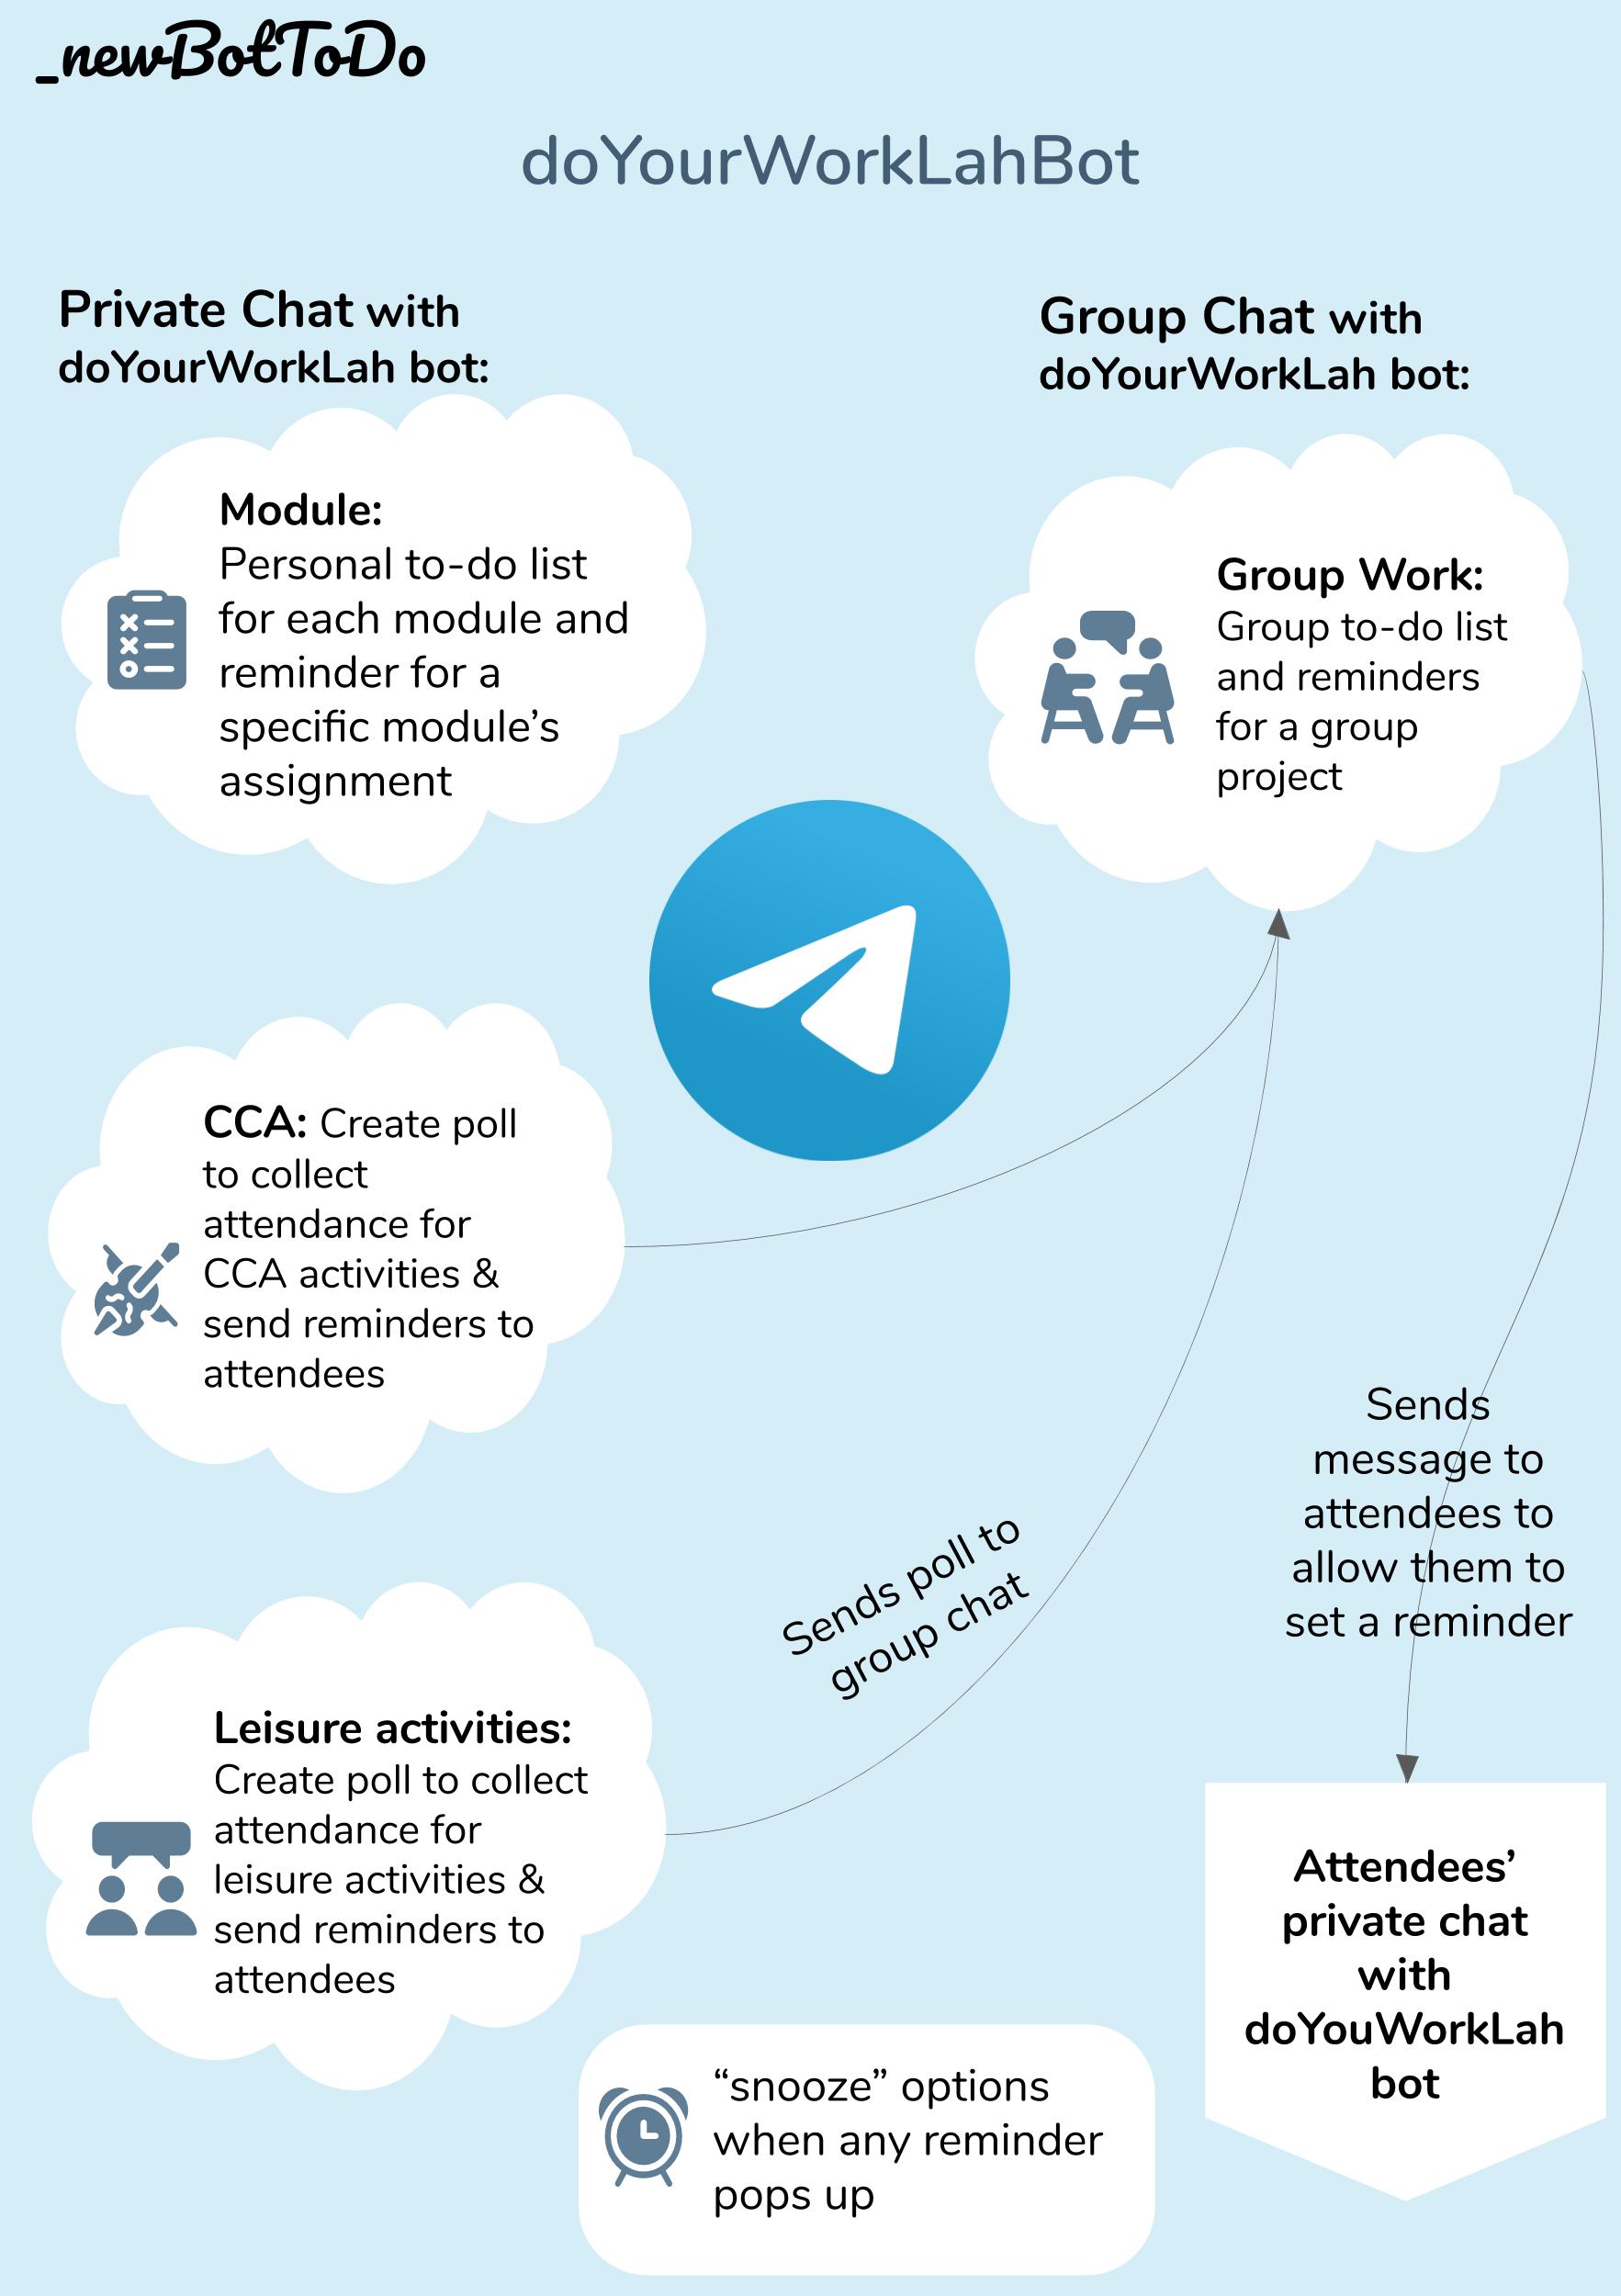 _newBotToDo
doYourWorkLahBot
Private Chat with
doYourWorkLah bot:
Module:
Personal to-do list
for each module and
reminder for a
specific module’s
assignment
CCA: Create poll
to collect
attendance for
CCA activities &
send reminders to
attendees
Leisure activities:
Create poll to collect
attendance for
leisure activities &
send reminders to
attendees
Group Chat with
doYourWorkLah bot:
Group Work:
Group to-do list
and reminders
for a group
project
Sends poll to
group chat
Sends
message to
attendees to
allow them to
set a reminder
Attendees’
private chat
with
doYouWorkLah
bot
“snooze” options
when any reminder
pops up